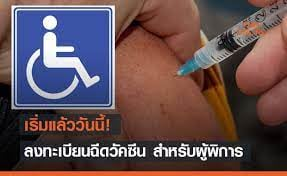 เริ่มแล้ววันนี้!
ลงทะเบียนฉีดวัคซีน สำหรับผู้พิการ